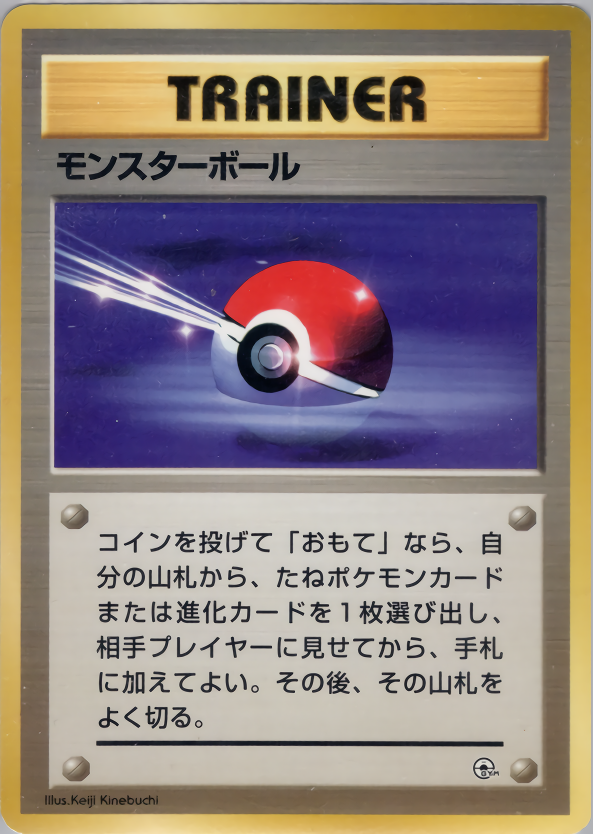 TRAINER
モンスターボール
コインを投げて「おもて」なら、自
分の山札から、たねポケモンカード
または進化カードを1枚選び出し、
相手プレイヤーに見せてから、手札
に加えてよい。その後、その山札を
よく切る。
GYM
Illus.Keiji Kinebuchi